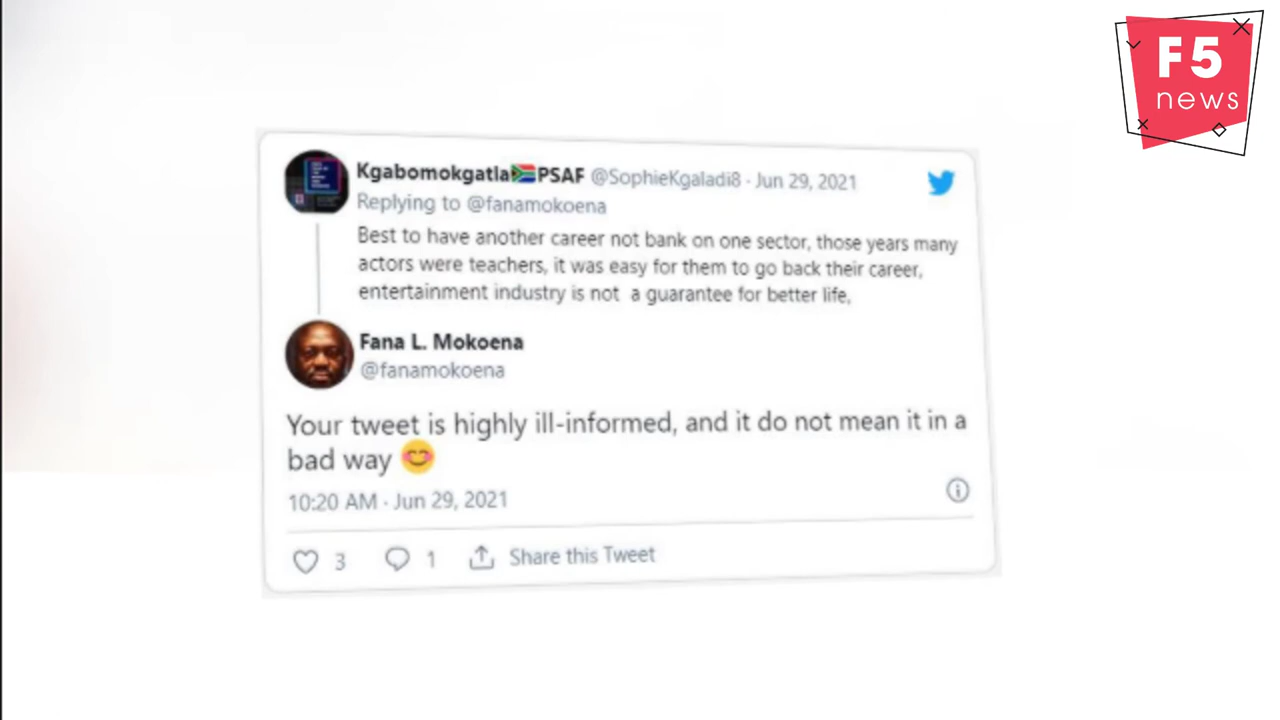 F5
news
Kgabomokgatla🇿🇦PSAF @SophieKgaladi8 · Jun 29, 2021
Replying to @fanamokoena
Best to have another career not bank on one sector, those years many
actors were teachers, it was easy for them to go back their career,
entertainment industry is not a guarantee for better life,
Fana L. Mokoena
@fanamokoena
Your tweet is highly ill-informed, and it do not mean it in a
bad way 😊
10:20 AM · Jun 29, 2021
3 1 Share this Tweet